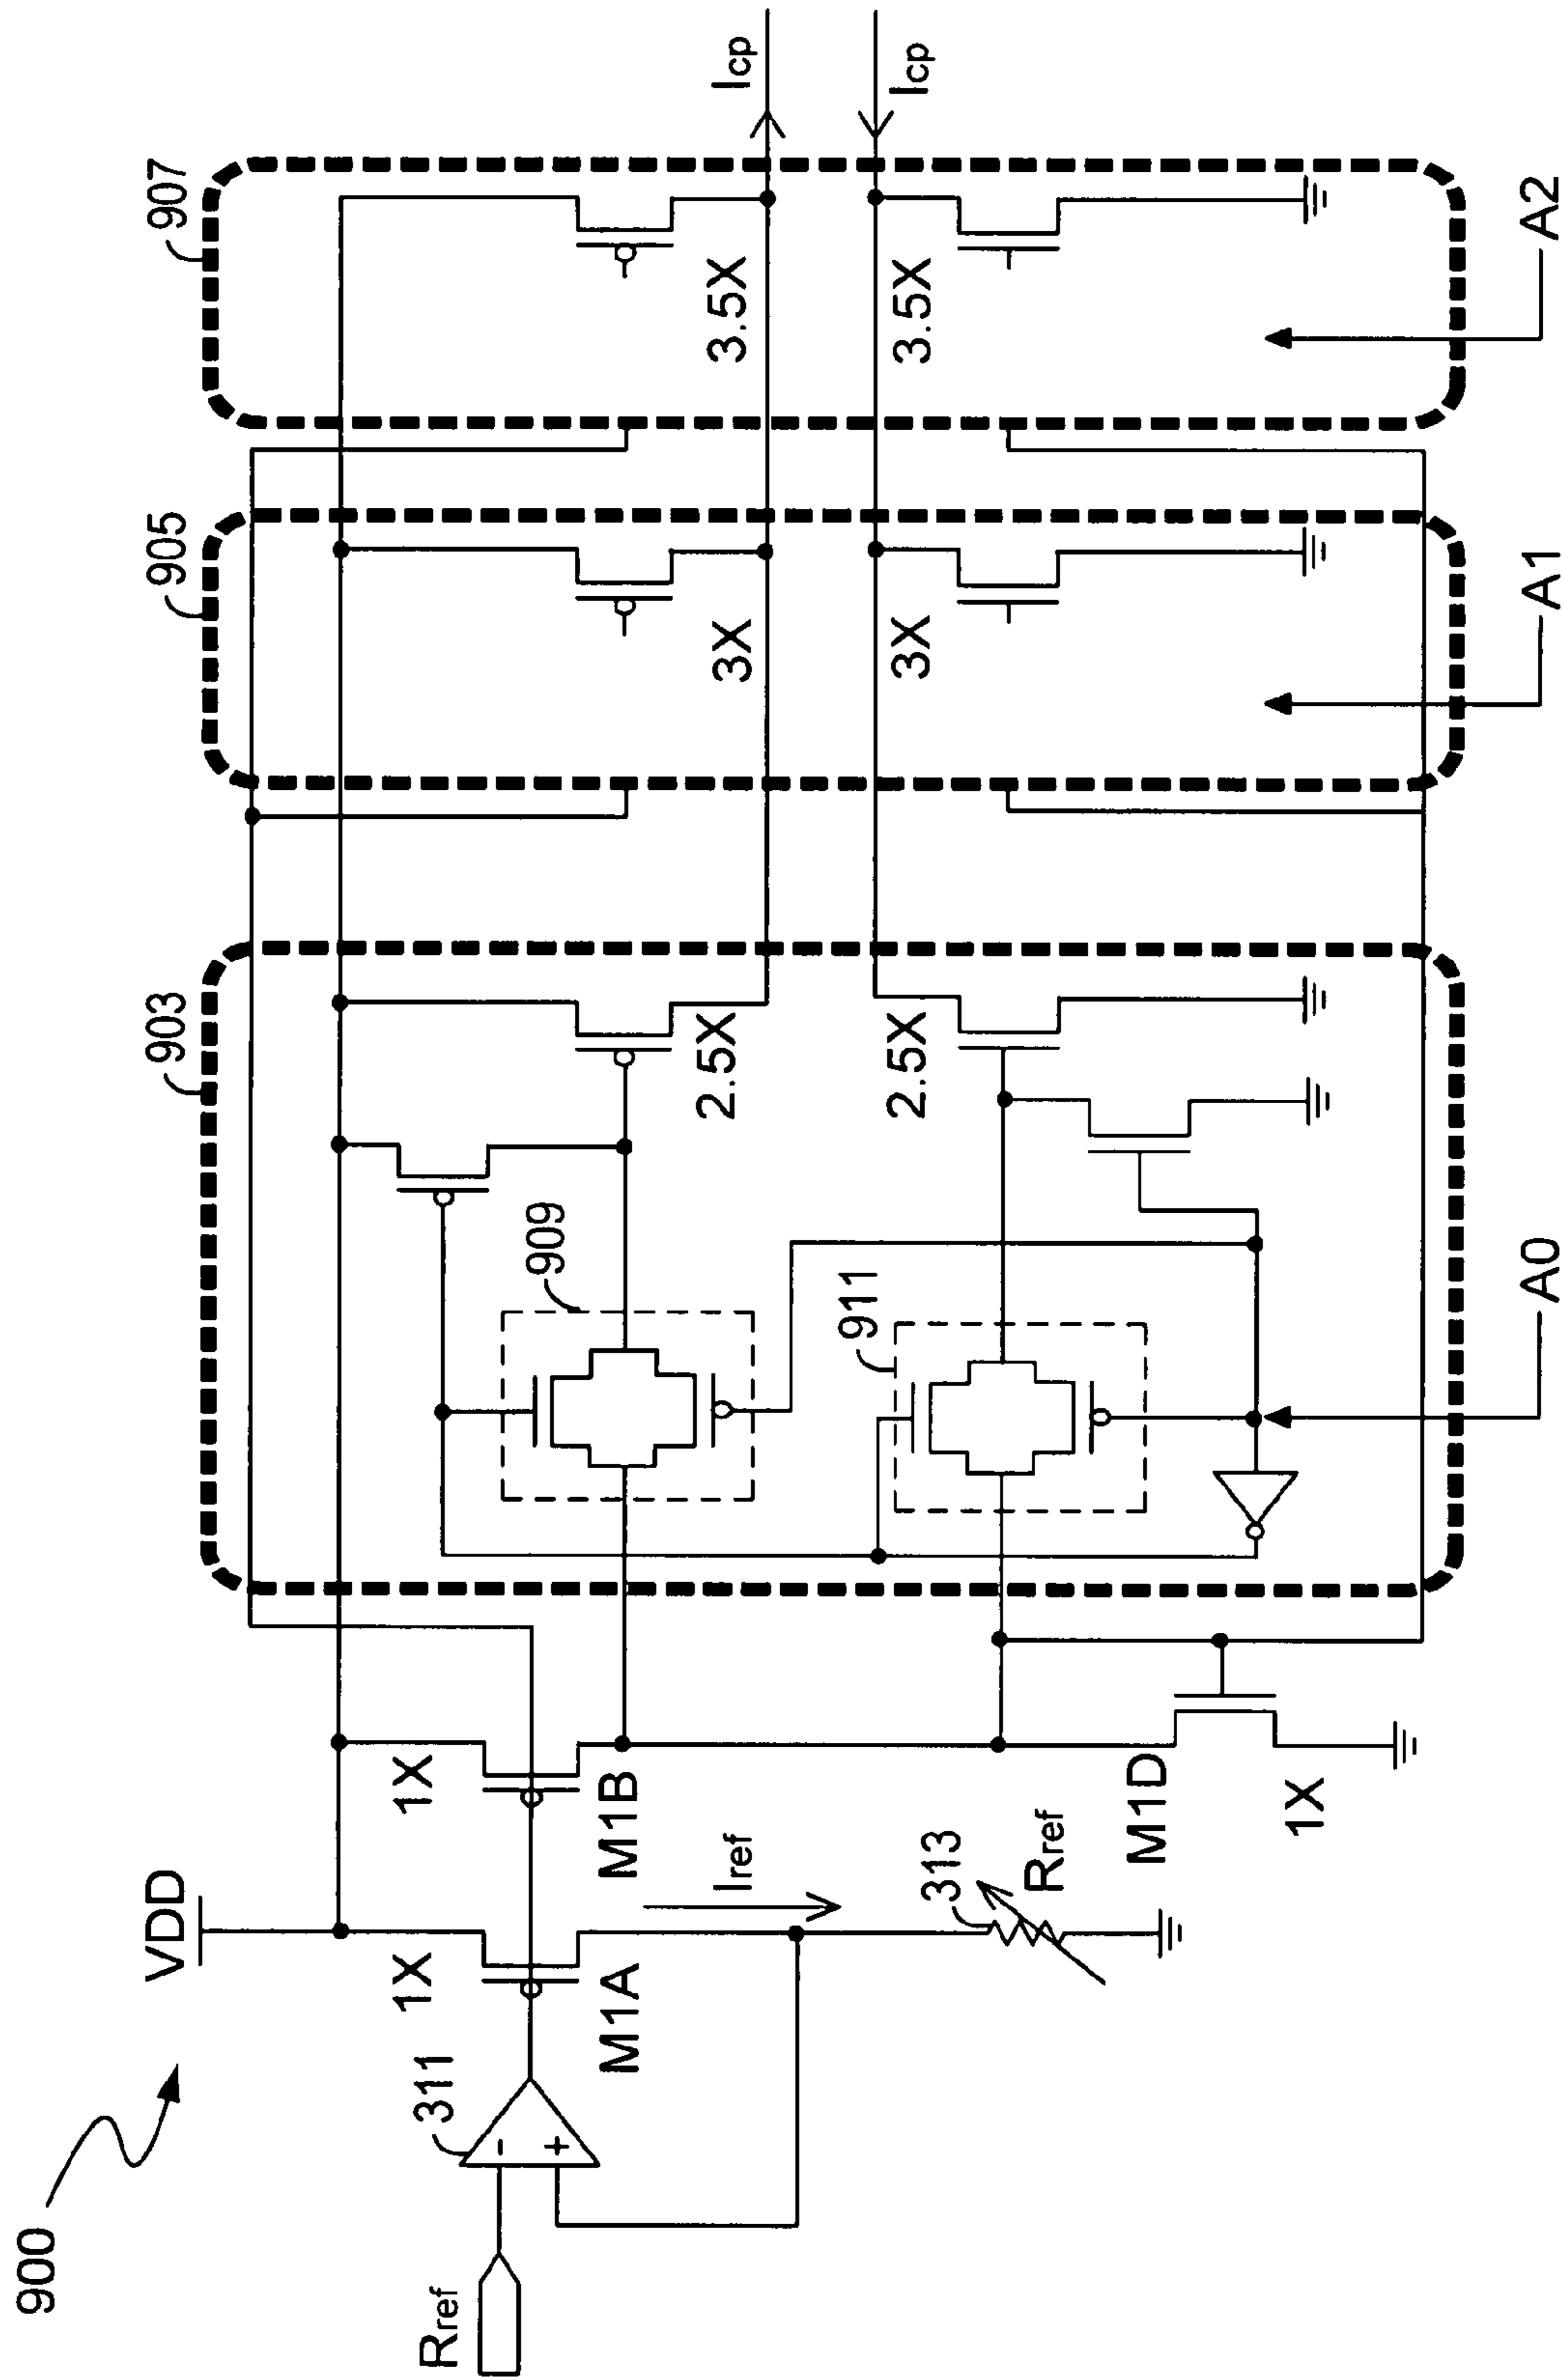 900
VDD
903
905
907
311
1X
1X
M1A
M1B
909
2.5X
3X
3.5X
Icp
Rref
-
+
Iref
313
Rref
911
2.5X
3X
3.5X
Icp
M1D
1X
A0
A1
A2